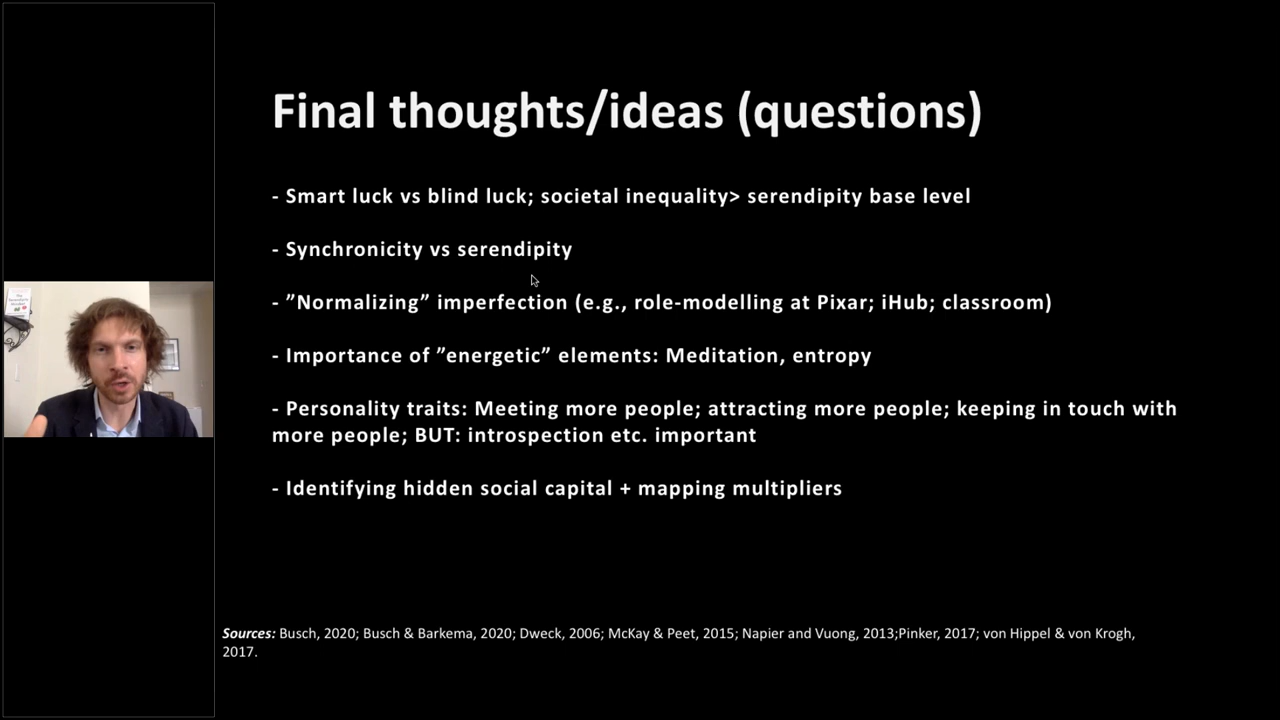 Final thoughts/ideas (questions)
- Smart luck vs blind luck; societal inequality> serendipity base level
- Synchronicity vs serendipity
- ”Normalizing” imperfection (e.g., role-modelling at Pixar; iHub; classroom)
- Importance of ”energetic” elements: Meditation, entropy
- Personality traits: Meeting more people; attracting more people; keeping in touch with
more people; BUT: introspection etc. important
- Identifying hidden social capital + mapping multipliers
Sources: Busch, 2020; Busch & Barkema, 2020; Dweck, 2006; McKay & Peet, 2015; Napier and Vuong, 2013;Pinker, 2017; von Hippel & von Krogh,
2017.